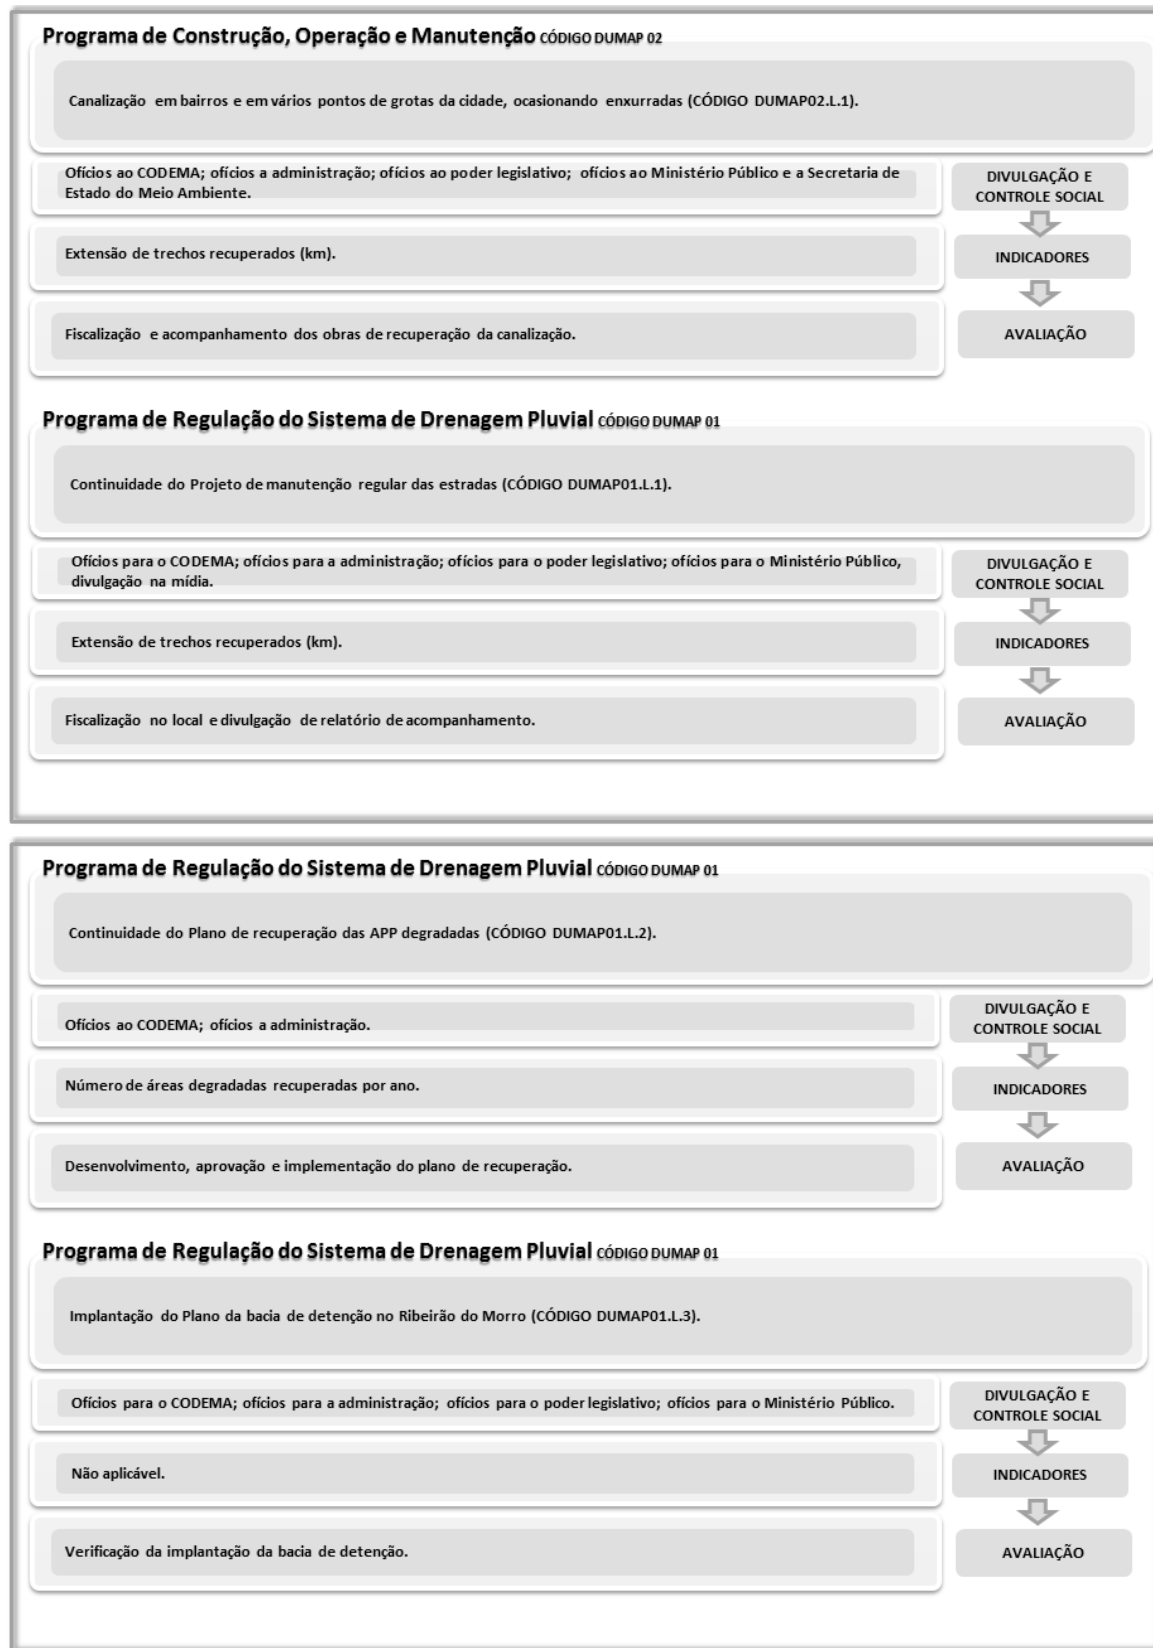 Programa de Construção, Operação e Manutenção CÓDIGO DUMAP 02
Canalização em bairros e em vários pontos de grotas da cidade, ocasionando enxurradas (CÓDIGO DUMAP02.L.1).
Ofícios ao CODEMA; ofícios a administração; ofícios ao poder legislativo; ofícios ao Ministério Público e a Secretaria de
Estado do Meio Ambiente.
DIVULGAÇÃO E
CONTROLE SOCIAL
Extensão de trechos recuperados (km).
INDICADORES
Fiscalização e acompanhamento dos obras de recuperação da canalização.
AVALIAÇÃO
Programa de Regulação do Sistema de Drenagem Pluvial CÓDIGO DUMAP 01
Continuidade do Projeto de manutenção regular das estradas (CÓDIGO DUMAP01.L.1).
Ofícios para o CODEMA; ofícios para a administração; ofícios para o poder legislativo; ofícios para o Ministério Público,
divulgação na mídia.
DIVULGAÇÃO E
CONTROLE SOCIAL
Extensão de trechos recuperados (km).
INDICADORES
Fiscalização no local e divulgação de relatório de acompanhamento.
AVALIAÇÃO
Programa de Regulação do Sistema de Drenagem Pluvial CÓDIGO DUMAP 01
Continuidade do Plano de recuperação das APP degradadas (CÓDIGO DUMAP01.L.2).
Ofícios ao CODEMA; ofícios a administração.
DIVULGAÇÃO E
CONTROLE SOCIAL
Número de áreas degradadas recuperadas por ano.
INDICADORES
Desenvolvimento, aprovação e implementação do plano de recuperação.
AVALIAÇÃO
Programa de Regulação do Sistema de Drenagem Pluvial CÓDIGO DUMAP 01
Implantação do Plano da bacia de detenção no Ribeirão do Morro (CÓDIGO DUMAP01.L.3).
Ofícios para o CODEMA; ofícios para a administração; ofícios para o poder legislativo; ofícios para o Ministério Público.
DIVULGAÇÃO E
CONTROLE SOCIAL
Não aplicável.
INDICADORES
Verificação da implantação da bacia de detenção.
AVALIAÇÃO